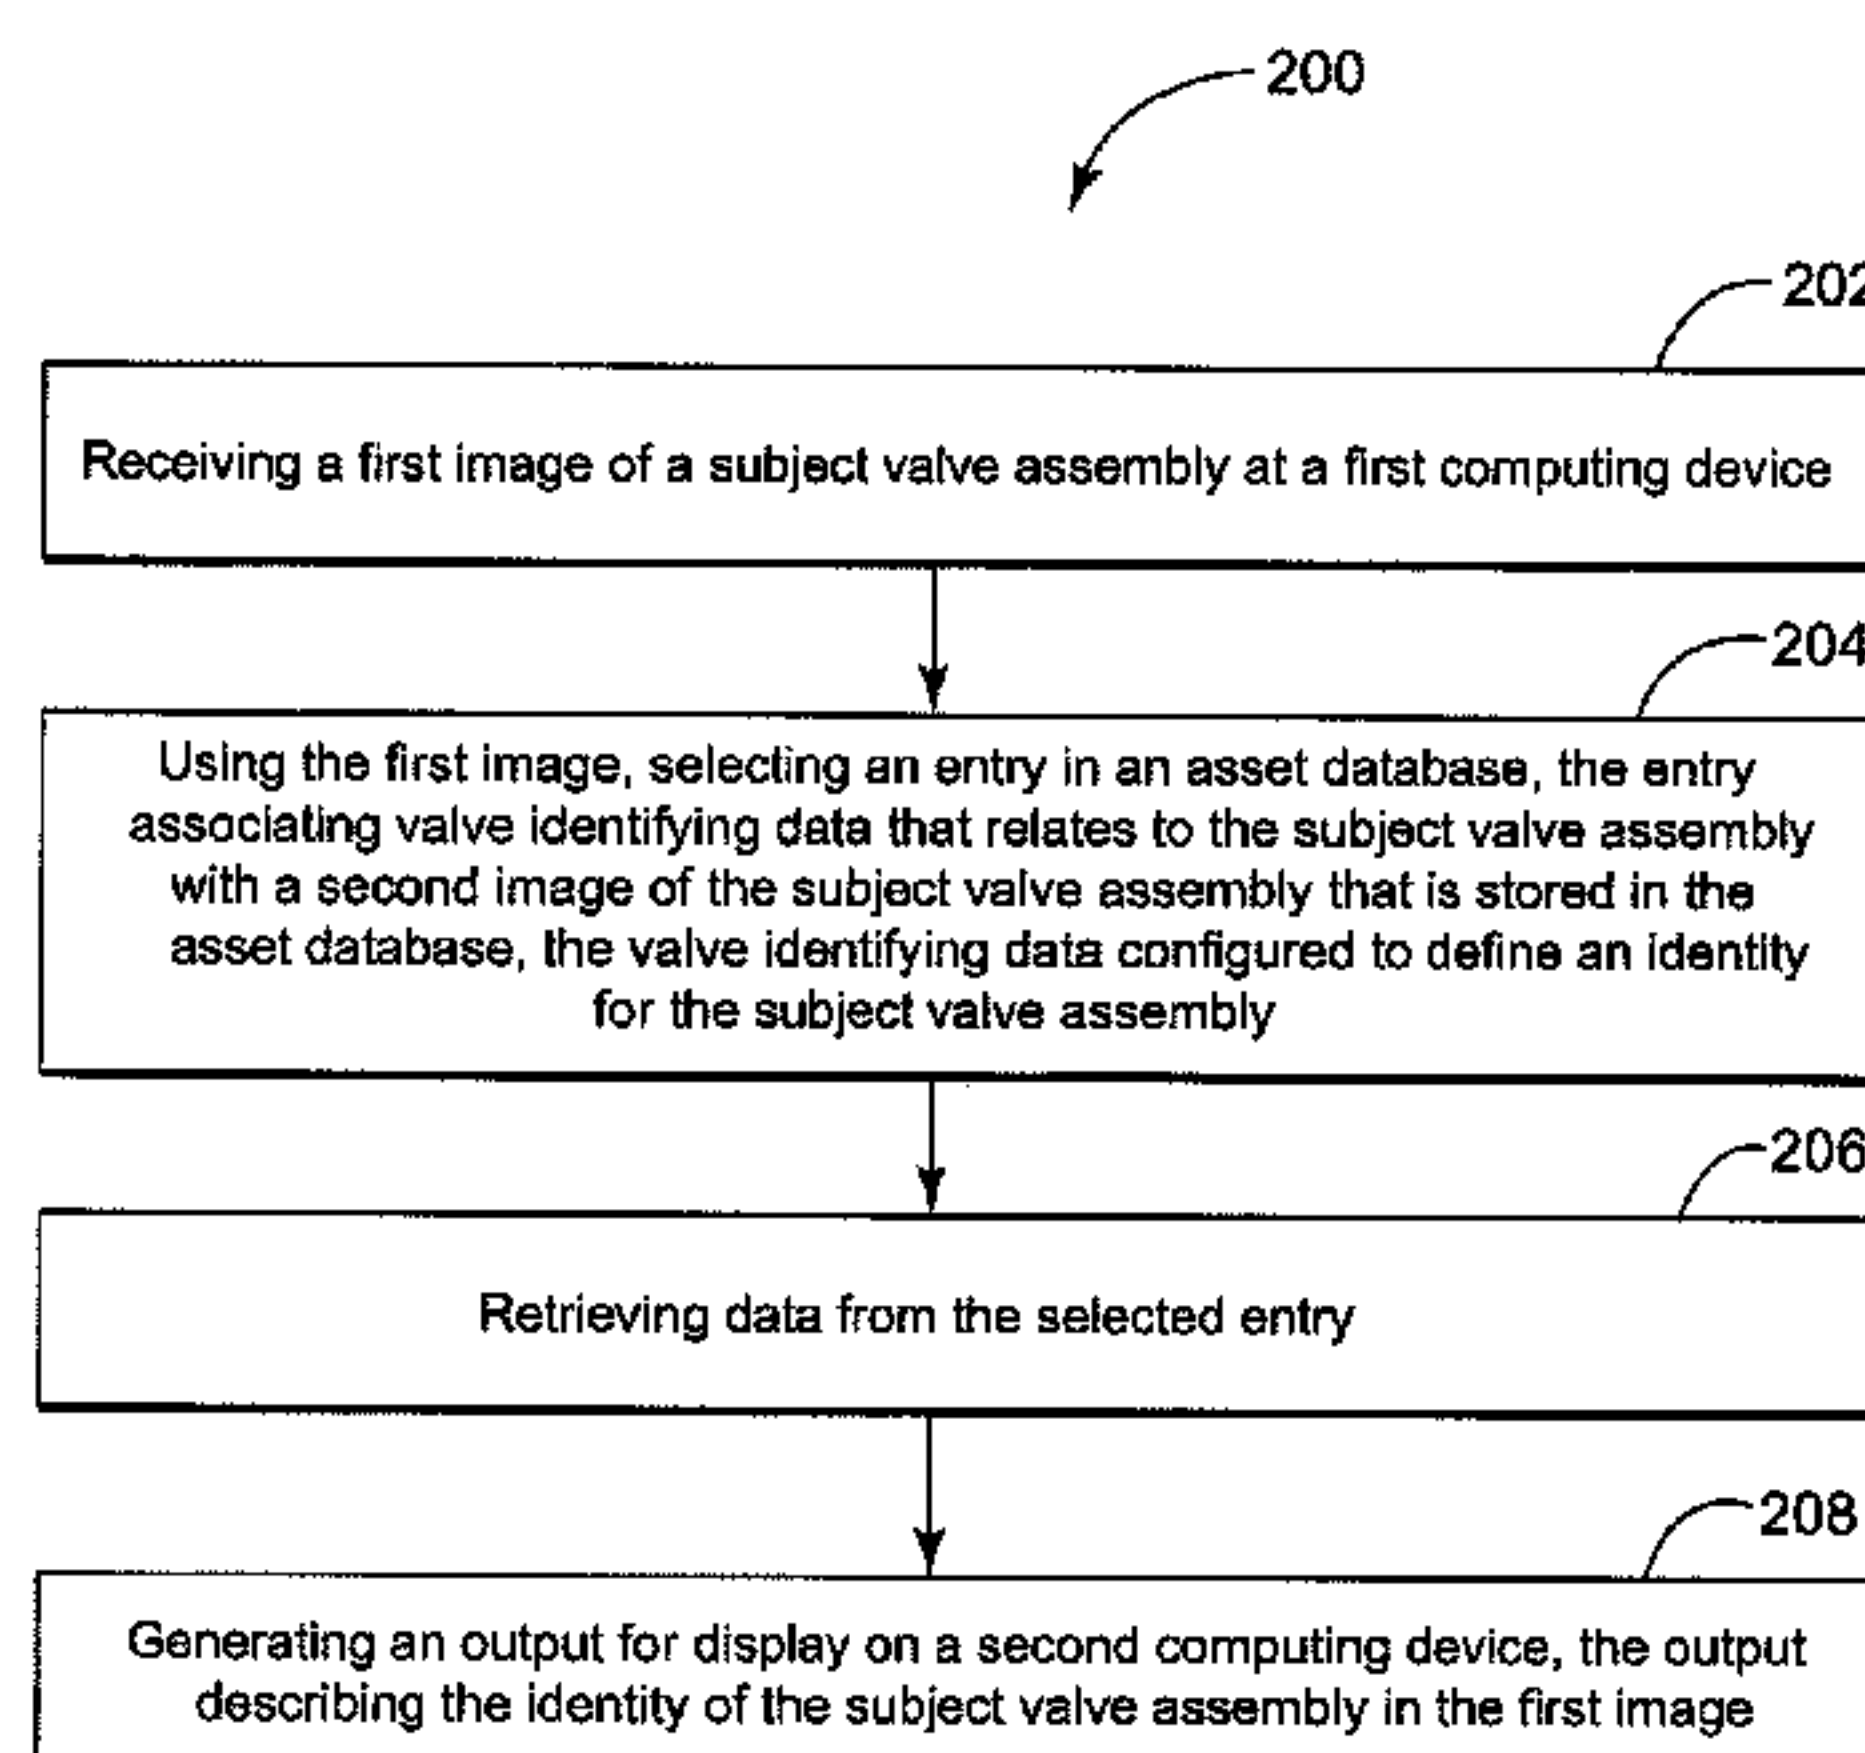 200
202
Receiving a first image of a subject valve assembly at a first computing device
204
Using the first image, selecting an entry in an asset database, the entry
associating valve identifying data that relates to the subject valve assembly
with a second image of the subject valve assembly that is stored in the
asset database, the valve identifying data configured to define an identity
for the subject valve assembly
206
Retrieving data from the selected entry
208
Generating an output for display on a second computing device, the output
describing the identity of the subject valve assembly in the first image